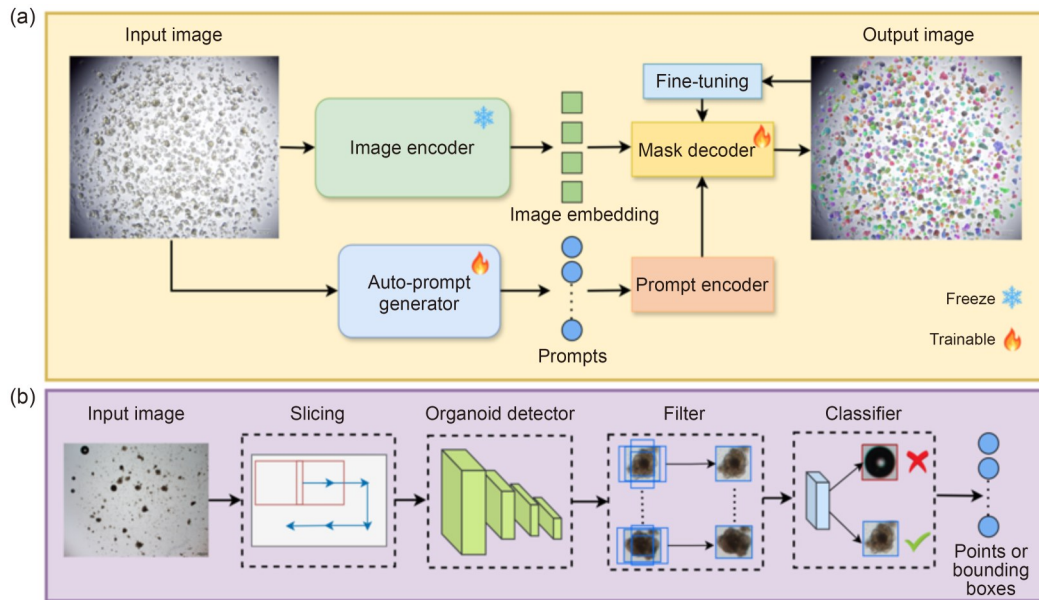 (a)
Input image
Output image
Fine-tuning
Image encoder
Mask decoder
Image embedding
Auto-prompt
generator
Prompt encoder
Prompts
Freeze
Trainable
(b)
Input image
Slicing
Organoid detector
Filter
Classifier
Points or
bounding
boxes